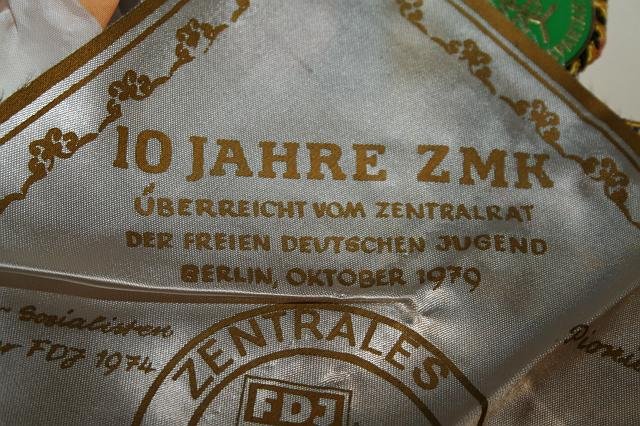 10 JAHRE ZMK
ÜBERREICHT VOM ZENTRALRAT
DER FREIEN DEUTSCHEN JUGEND
BERLIN, OKTOBER 1979
Sozialisten
FDJ 1974
ZENTRALES
FDJ